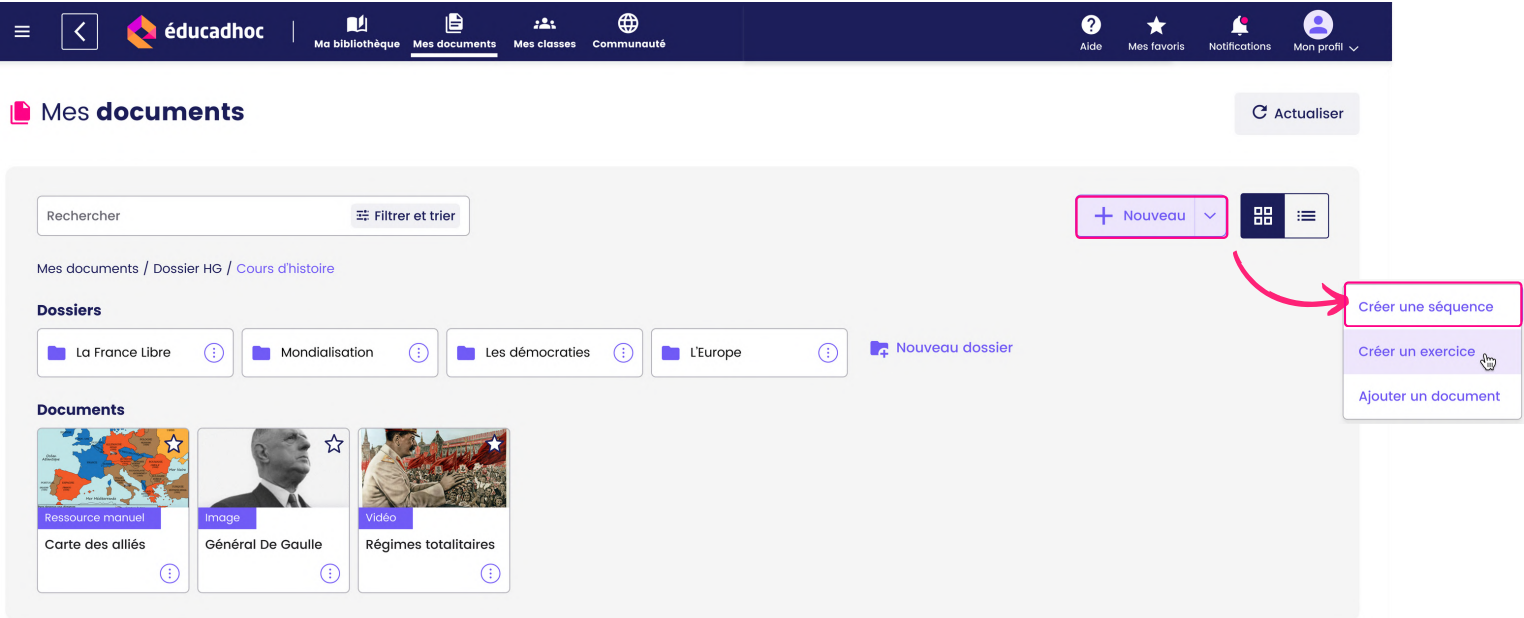 éducadhoc
Ma bibliothèque
Mes documents
Mes classes
Communauté
Aide
Mes favoris
Notifications
Mon profil
Mes documents
Actualiser
Rechercher
Filtrer et trier
Nouveau
Mes documents / Dossier HG / Cours d'histoire
Créer une séquence
Créer un exercice
Ajouter un document
Dossiers
La France Libre
Mondialisation
Les démocraties
L'Europe
Nouveau dossier
Documents
Ressource manuel
Carte des alliés
Image
Général De Gaulle
Vidéo
Régimes totalitaires